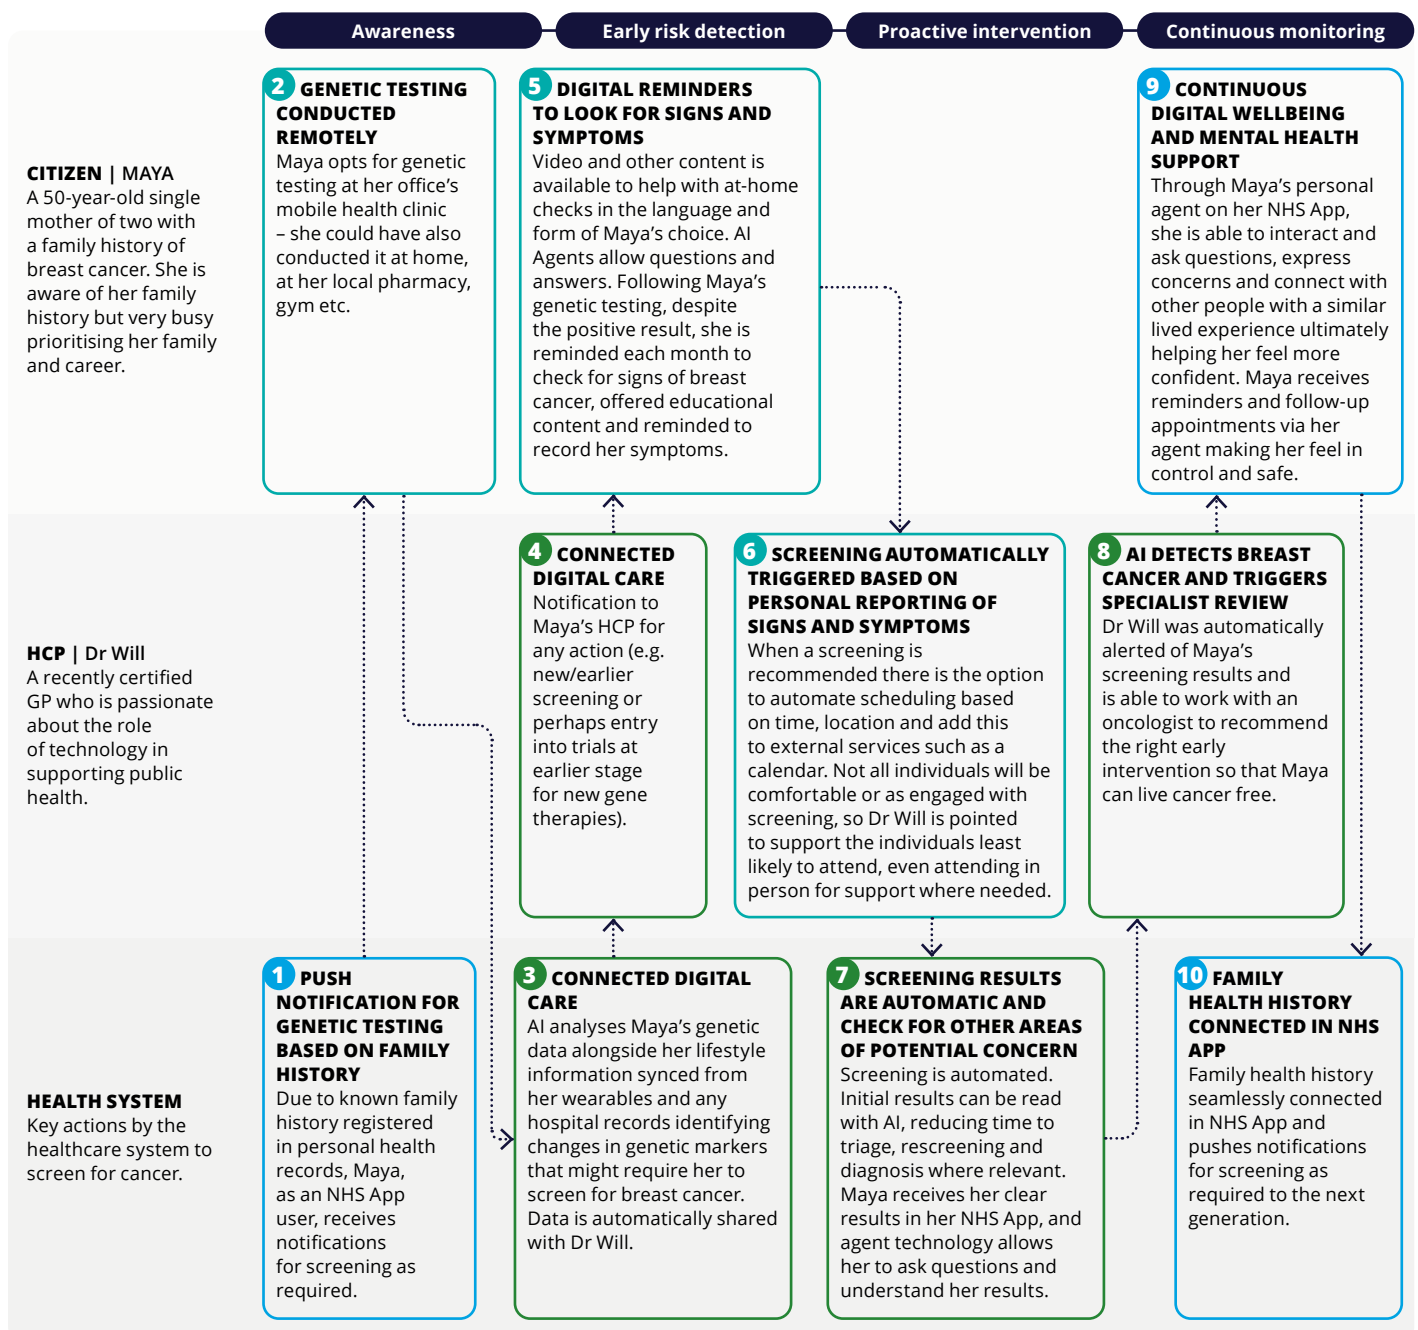 Awareness
Early risk detection
Proactive intervention
Continuous monitoring
CITIZEN | MAYA
A 50-year-old single
mother of two with
a family history of
breast cancer. She is
aware of her family
history but very busy
prioritising her family
and career.
2 GENETIC TESTING
CONDUCTED
REMOTELY
Maya opts for genetic
testing at her office’s
mobile health clinic
– she could have also
conducted it at home,
at her local pharmacy,
gym etc.
5 DIGITAL REMINDERS
TO LOOK FOR SIGNS AND
SYMPTOMS
Video and other content is
available to help with at-home
checks in the language and
form of Maya’s choice. AI
Agents allow questions and
answers. Following Maya’s
genetic testing, despite
the positive result, she is
reminded each month to
check for signs of breast
cancer, offered educational
content and reminded to
record her symptoms.
9 CONTINUOUS
DIGITAL WELLBEING
AND MENTAL HEALTH
SUPPORT
Through Maya’s personal
agent on her NHS App,
she is able to interact and
ask questions, express
concerns and connect with
other people with a similar
lived experience ultimately
helping her feel more
confident. Maya receives
reminders and follow-up
appointments via her
agent making her feel in
control and safe.
HCP | Dr Will
A recently certified
GP who is passionate
about the role
of technology in
supporting public
health.
4 CONNECTED
DIGITAL CARE
Notification to
Maya’s HCP for
any action (e.g.
new/earlier
screening or
perhaps entry
into trials at
earlier stage
for new gene
therapies).
6 SCREENING AUTOMATICALLY
TRIGGERED BASED ON
PERSONAL REPORTING OF
SIGNS AND SYMPTOMS
When a screening is
recommended there is the option
to automate scheduling based
on time, location and add this
to external services such as a
calendar. Not all individuals will be
comfortable or as engaged with
screening, so Dr Will is pointed
to support the individuals least
likely to attend, even attending in
person for support where needed.
8 AI DETECTS BREAST
CANCER AND TRIGGERS
SPECIALIST REVIEW
Dr Will was automatically
alerted of Maya’s
screening results and
is able to work with an
oncologist to recommend
the right early
intervention so that Maya
can live cancer free.
HEALTH SYSTEM
Key actions by the
healthcare system to
screen for cancer.
1 PUSH
NOTIFICATION FOR
GENETIC TESTING
BASED ON FAMILY
HISTORY
Due to known family
history registered
in personal health
records, Maya,
as an NHS App
user, receives
notifications
for screening as
required.
3 CONNECTED DIGITAL
CARE
AI analyses Maya’s genetic
data alongside her lifestyle
information synced from
her wearables and any
hospital records identifying
changes in genetic markers
that might require her to
screen for breast cancer.
Data is automatically shared
with Dr Will.
7 SCREENING RESULTS
ARE AUTOMATIC AND
CHECK FOR OTHER AREAS
OF POTENTIAL CONCERN
Screening is automated.
Initial results can be read
with AI, reducing time to
triage, rescreening and
diagnosis where relevant.
Maya receives her clear
results in her NHS App, and
agent technology allows
her to ask questions and
understand her results.
10 FAMILY
HEALTH HISTORY
CONNECTED IN NHS
APP
Family health history
seamlessly connected
in NHS App and
pushes notifications
for screening as
required to the next
generation.